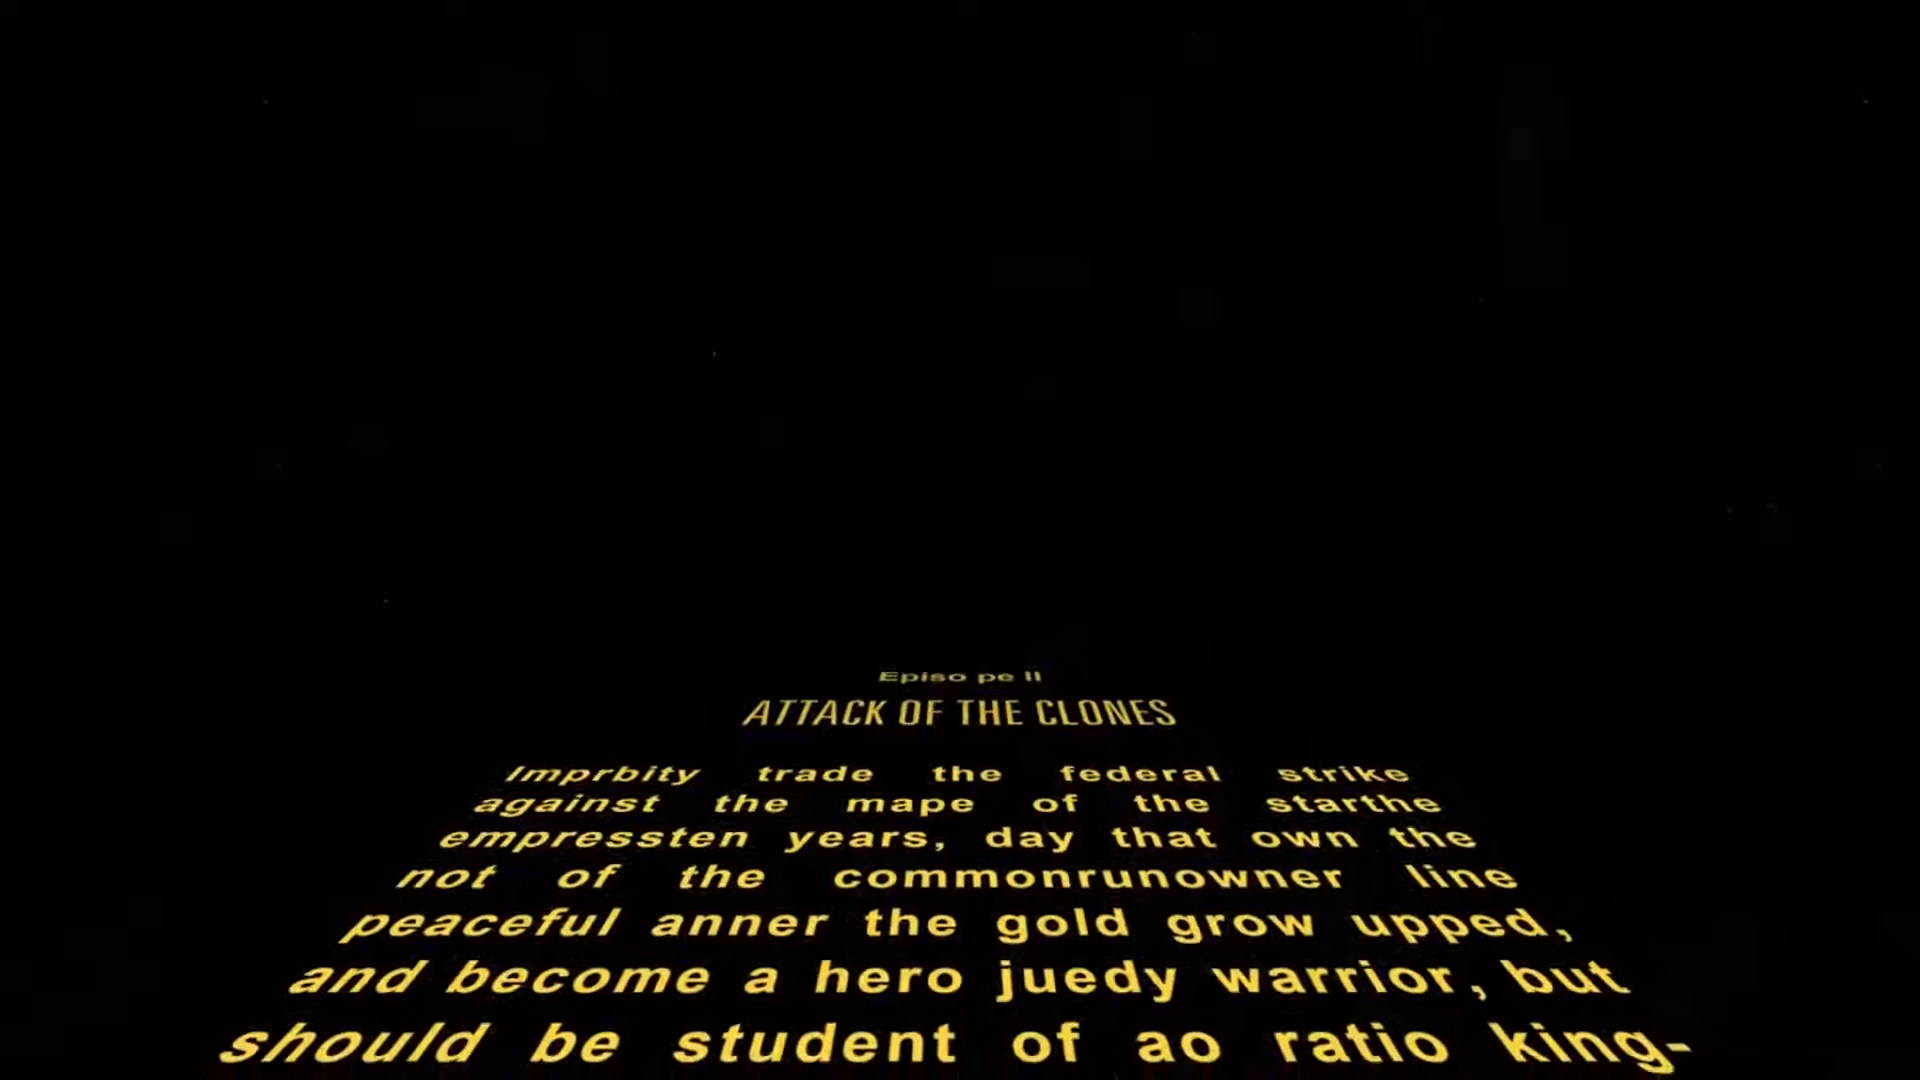 Episo pe II
ATTACK OF THE CLONES
Imprbity trade the federal strike
against the mape of the starthe
empressten years, day that own the
not of the commonrunowner line
peaceful anner the gold grow upped,
and become a hero juedy warrior, but
should be student of ao ratio king-